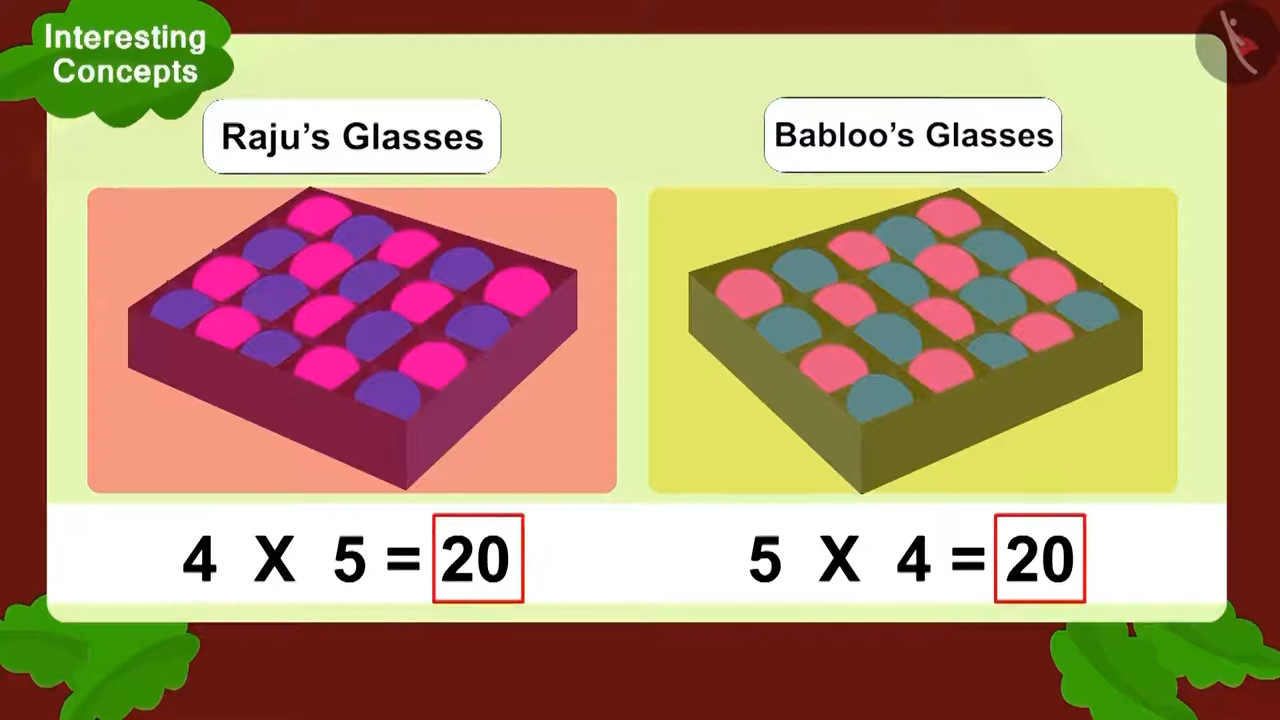 Interesting
Concepts
Raju's Glasses
Babloo's Glasses
4 X 5 = 20
5 X 4 = 20